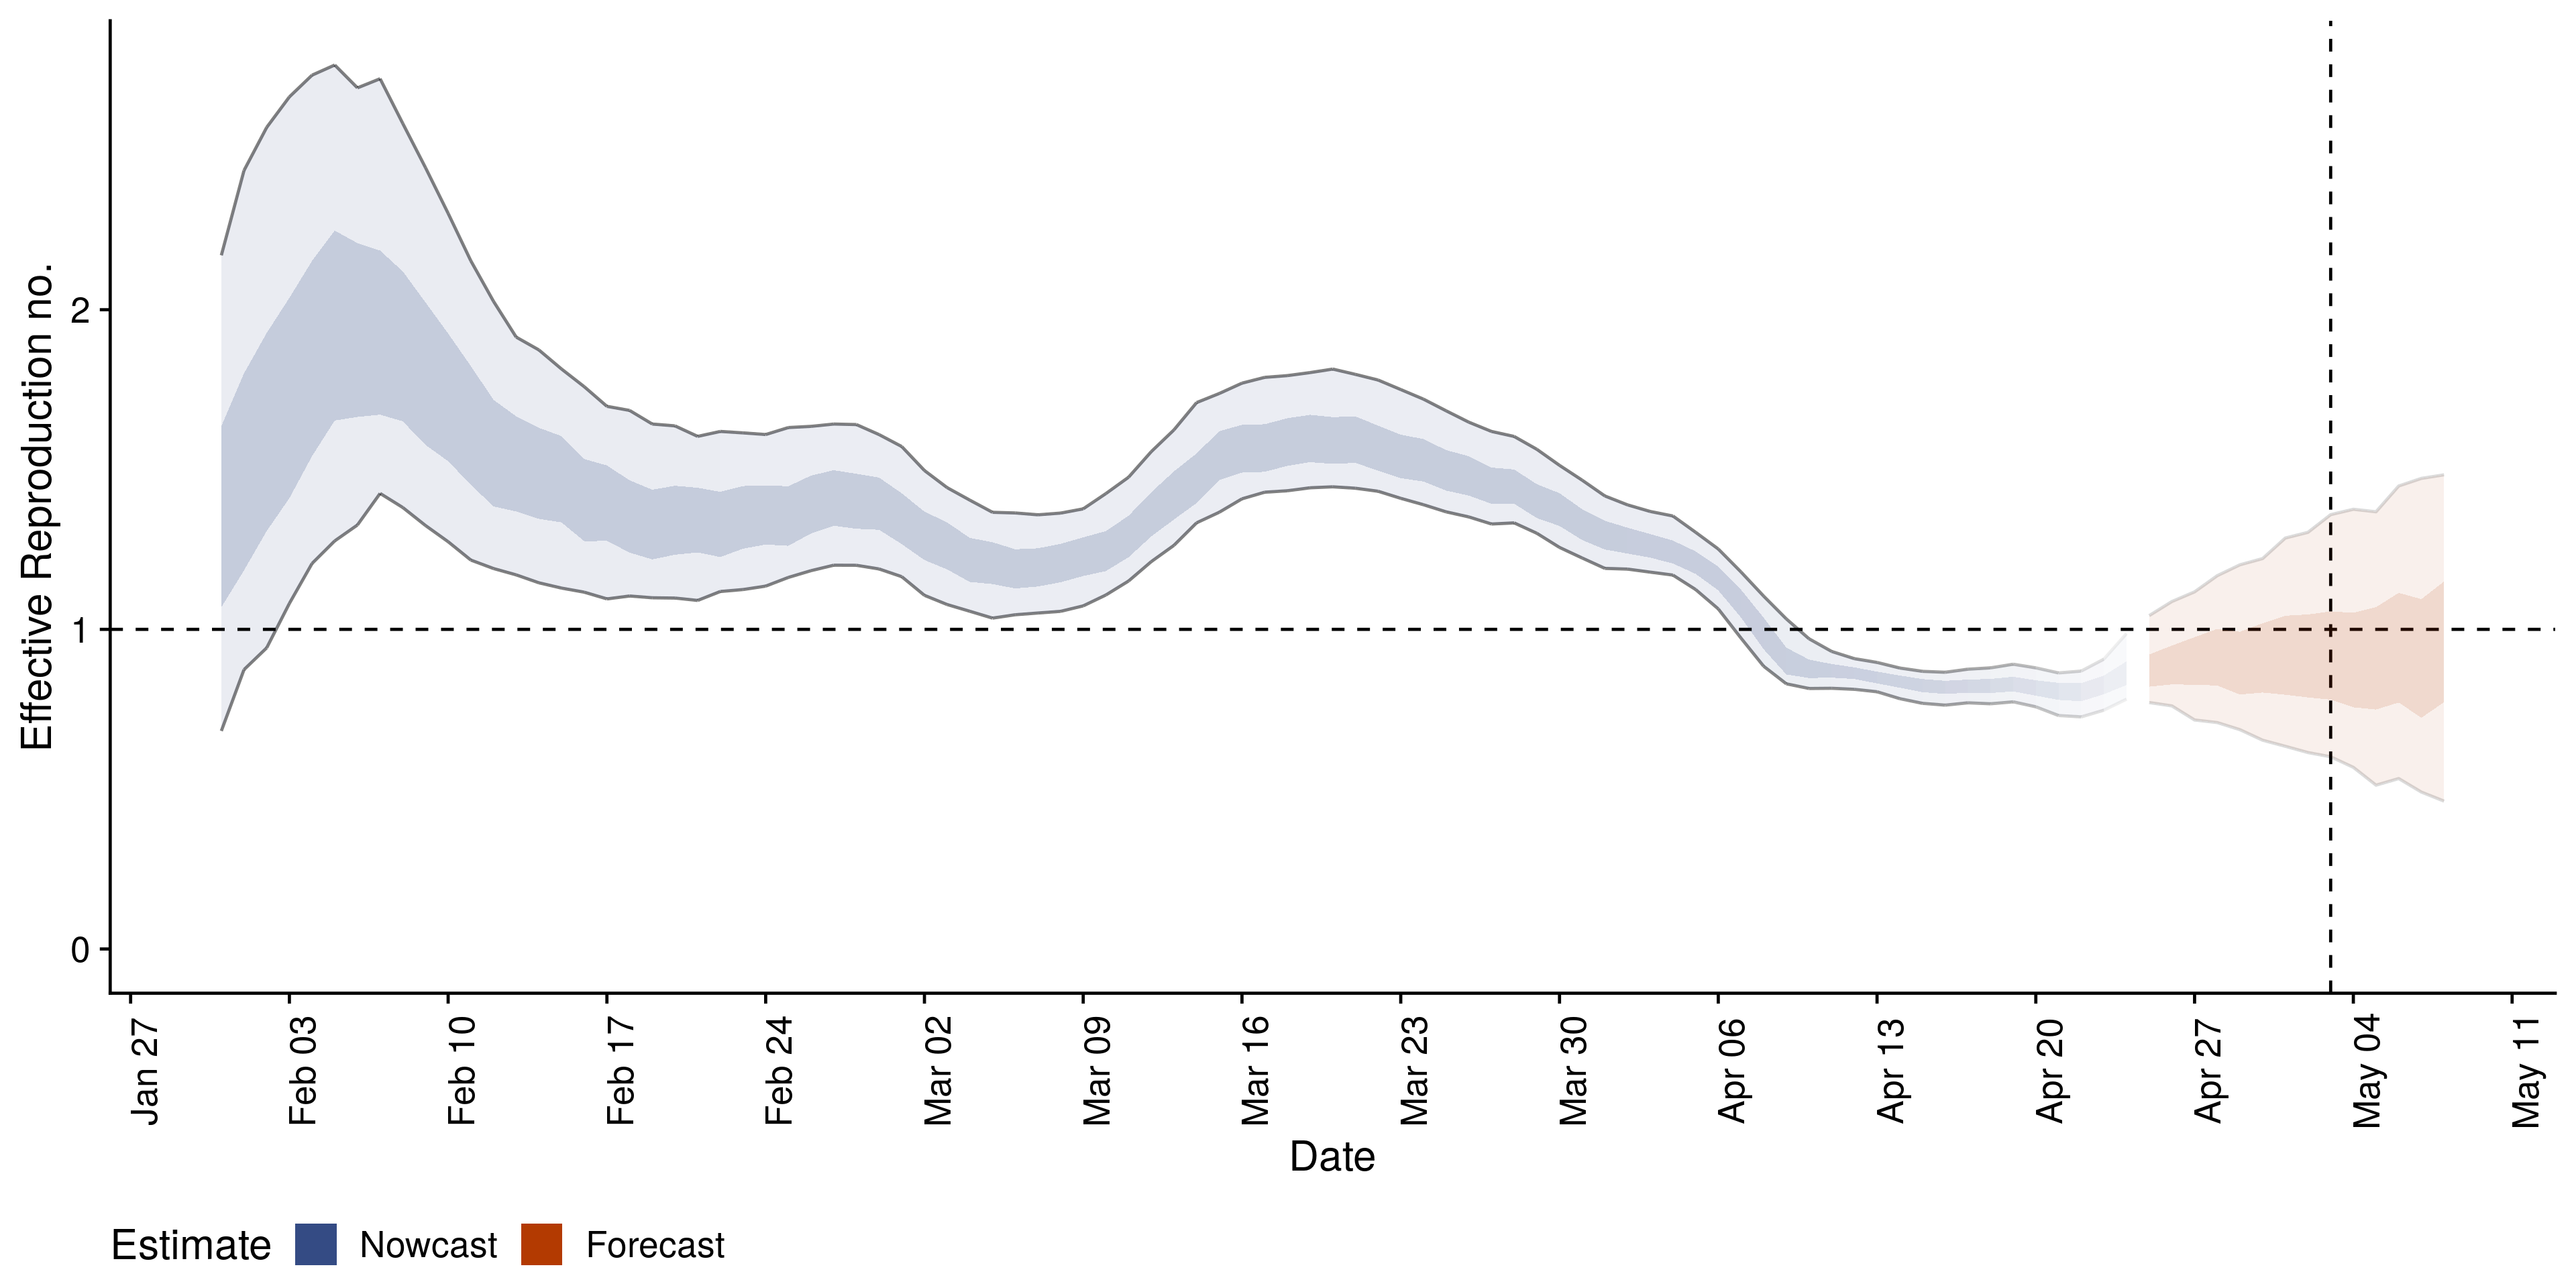 Effective Reproduction no.
2
1
0
Jan 27
Feb 03
Feb 10
Feb 17
Feb 24
Mar 02
Mar 09
Mar 16
Mar 23
Mar 30
Apr 06
Apr 13
Apr 20
Apr 27
May 04
May 11
Date
Estimate Nowcast Forecast